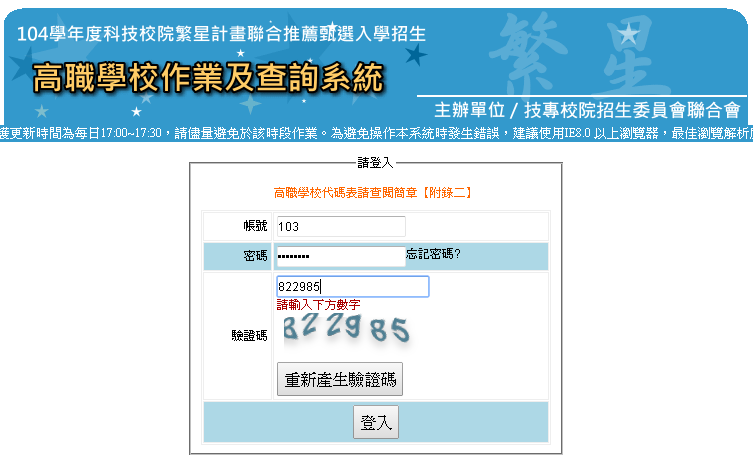 104學年度科技校院繁星計畫聯合推薦甄選入學招生
高職學校作業及查詢系統
繁星
主辦單位 / 技專校院招生委員會聯合會
護更新時間為每日17:00~17:30，請儘量避免於該時段作業。為避免操作本系統時發生錯誤，建議使用IE8.0 以上瀏覽器，最佳瀏覽解析
請登入
高職學校代碼表請查閱簡章【附錄二】
帳號 103
密碼 •••••••• 忘記密碼?
822985
請輸入下方數字
驗證碼 822985
重新產生驗證碼
登入